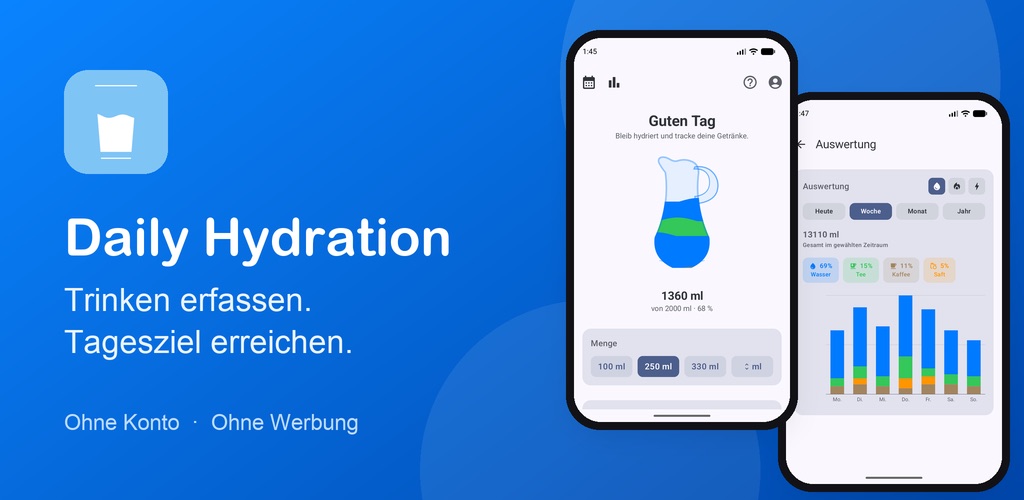 Daily Hydration
Trinken erfassen.
Tagesziel erreichen.
Ohne Konto · Ohne Werbung
1:45
Guten Tag
Bleib hydriert und tracke deine Getränke.
1360 ml
von 2000 ml · 68 %
Menge
100 ml 250 ml 330 ml ml
:47
Auswertung
Auswertung
Heute Woche Monat Jahr
13110 ml
Gesamt im gewählten Zeitraum
69% 15% 11% 5%
Wasser Tee Kaffee Saft
Mo. Di. Mi. Do. Fr. Sa. So.